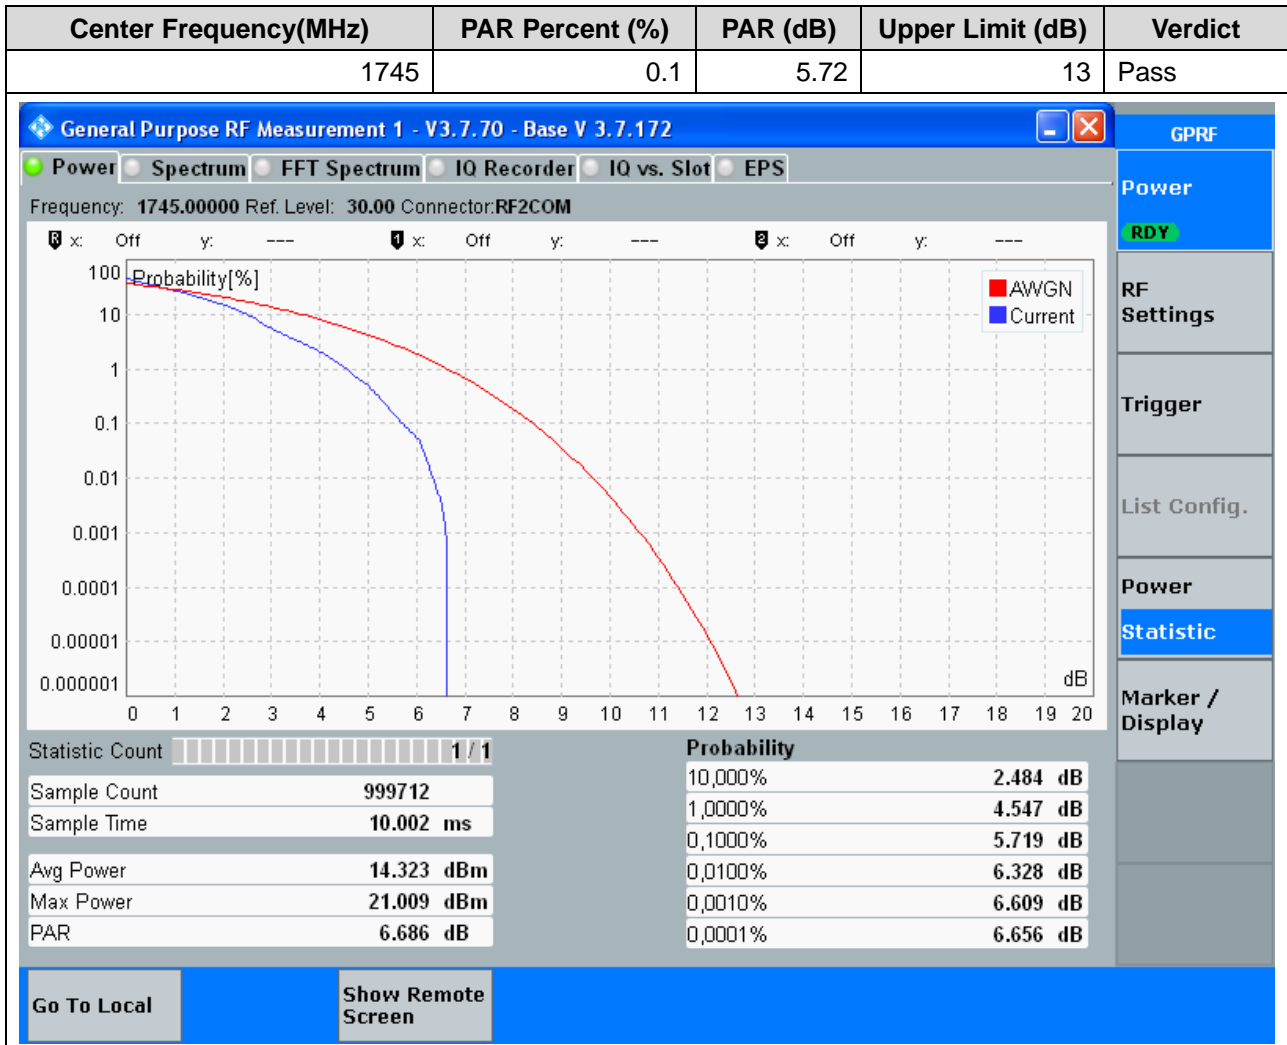 Center Frequency(MHz) PAR Percent (%) PAR (dB) Upper Limit (dB) Verdict
1745 0.1 5.72 13 Pass
General Purpose RF Measurement 1 - V3.7.70 - Base V 3.7.172
GPRF
Power Spectrum FFT Spectrum IQ Recorder IQ vs. Slot EPS
Power
RDY
Frequency: 1745.00000 Ref. Level: 30.00 Connector:RF2COM
R x: Off y: --- 1 x: Off y: --- 2 x: Off y: ---
Probability[%]
AWGN
Current
100
10
1
0.1
0.01
0.001
0.0001
0.00001
0.000001
dB
0 1 2 3 4 5 6 7 8 9 10 11 12 13 14 15 16 17 18 19 20
RF
Settings
Trigger
List Config.
Power
Statistic
Marker /
Display
Statistic Count 1 / 1
Sample Count 999712
Sample Time 10.002 ms
Avg Power 14.323 dBm
Max Power 21.009 dBm
PAR 6.686 dB
Probability
10,000% 2.484 dB
1,0000% 4.547 dB
0,1000% 5.719 dB
0,0100% 6.328 dB
0,0010% 6.609 dB
0,0001% 6.656 dB
Go To Local
Show Remote
Screen